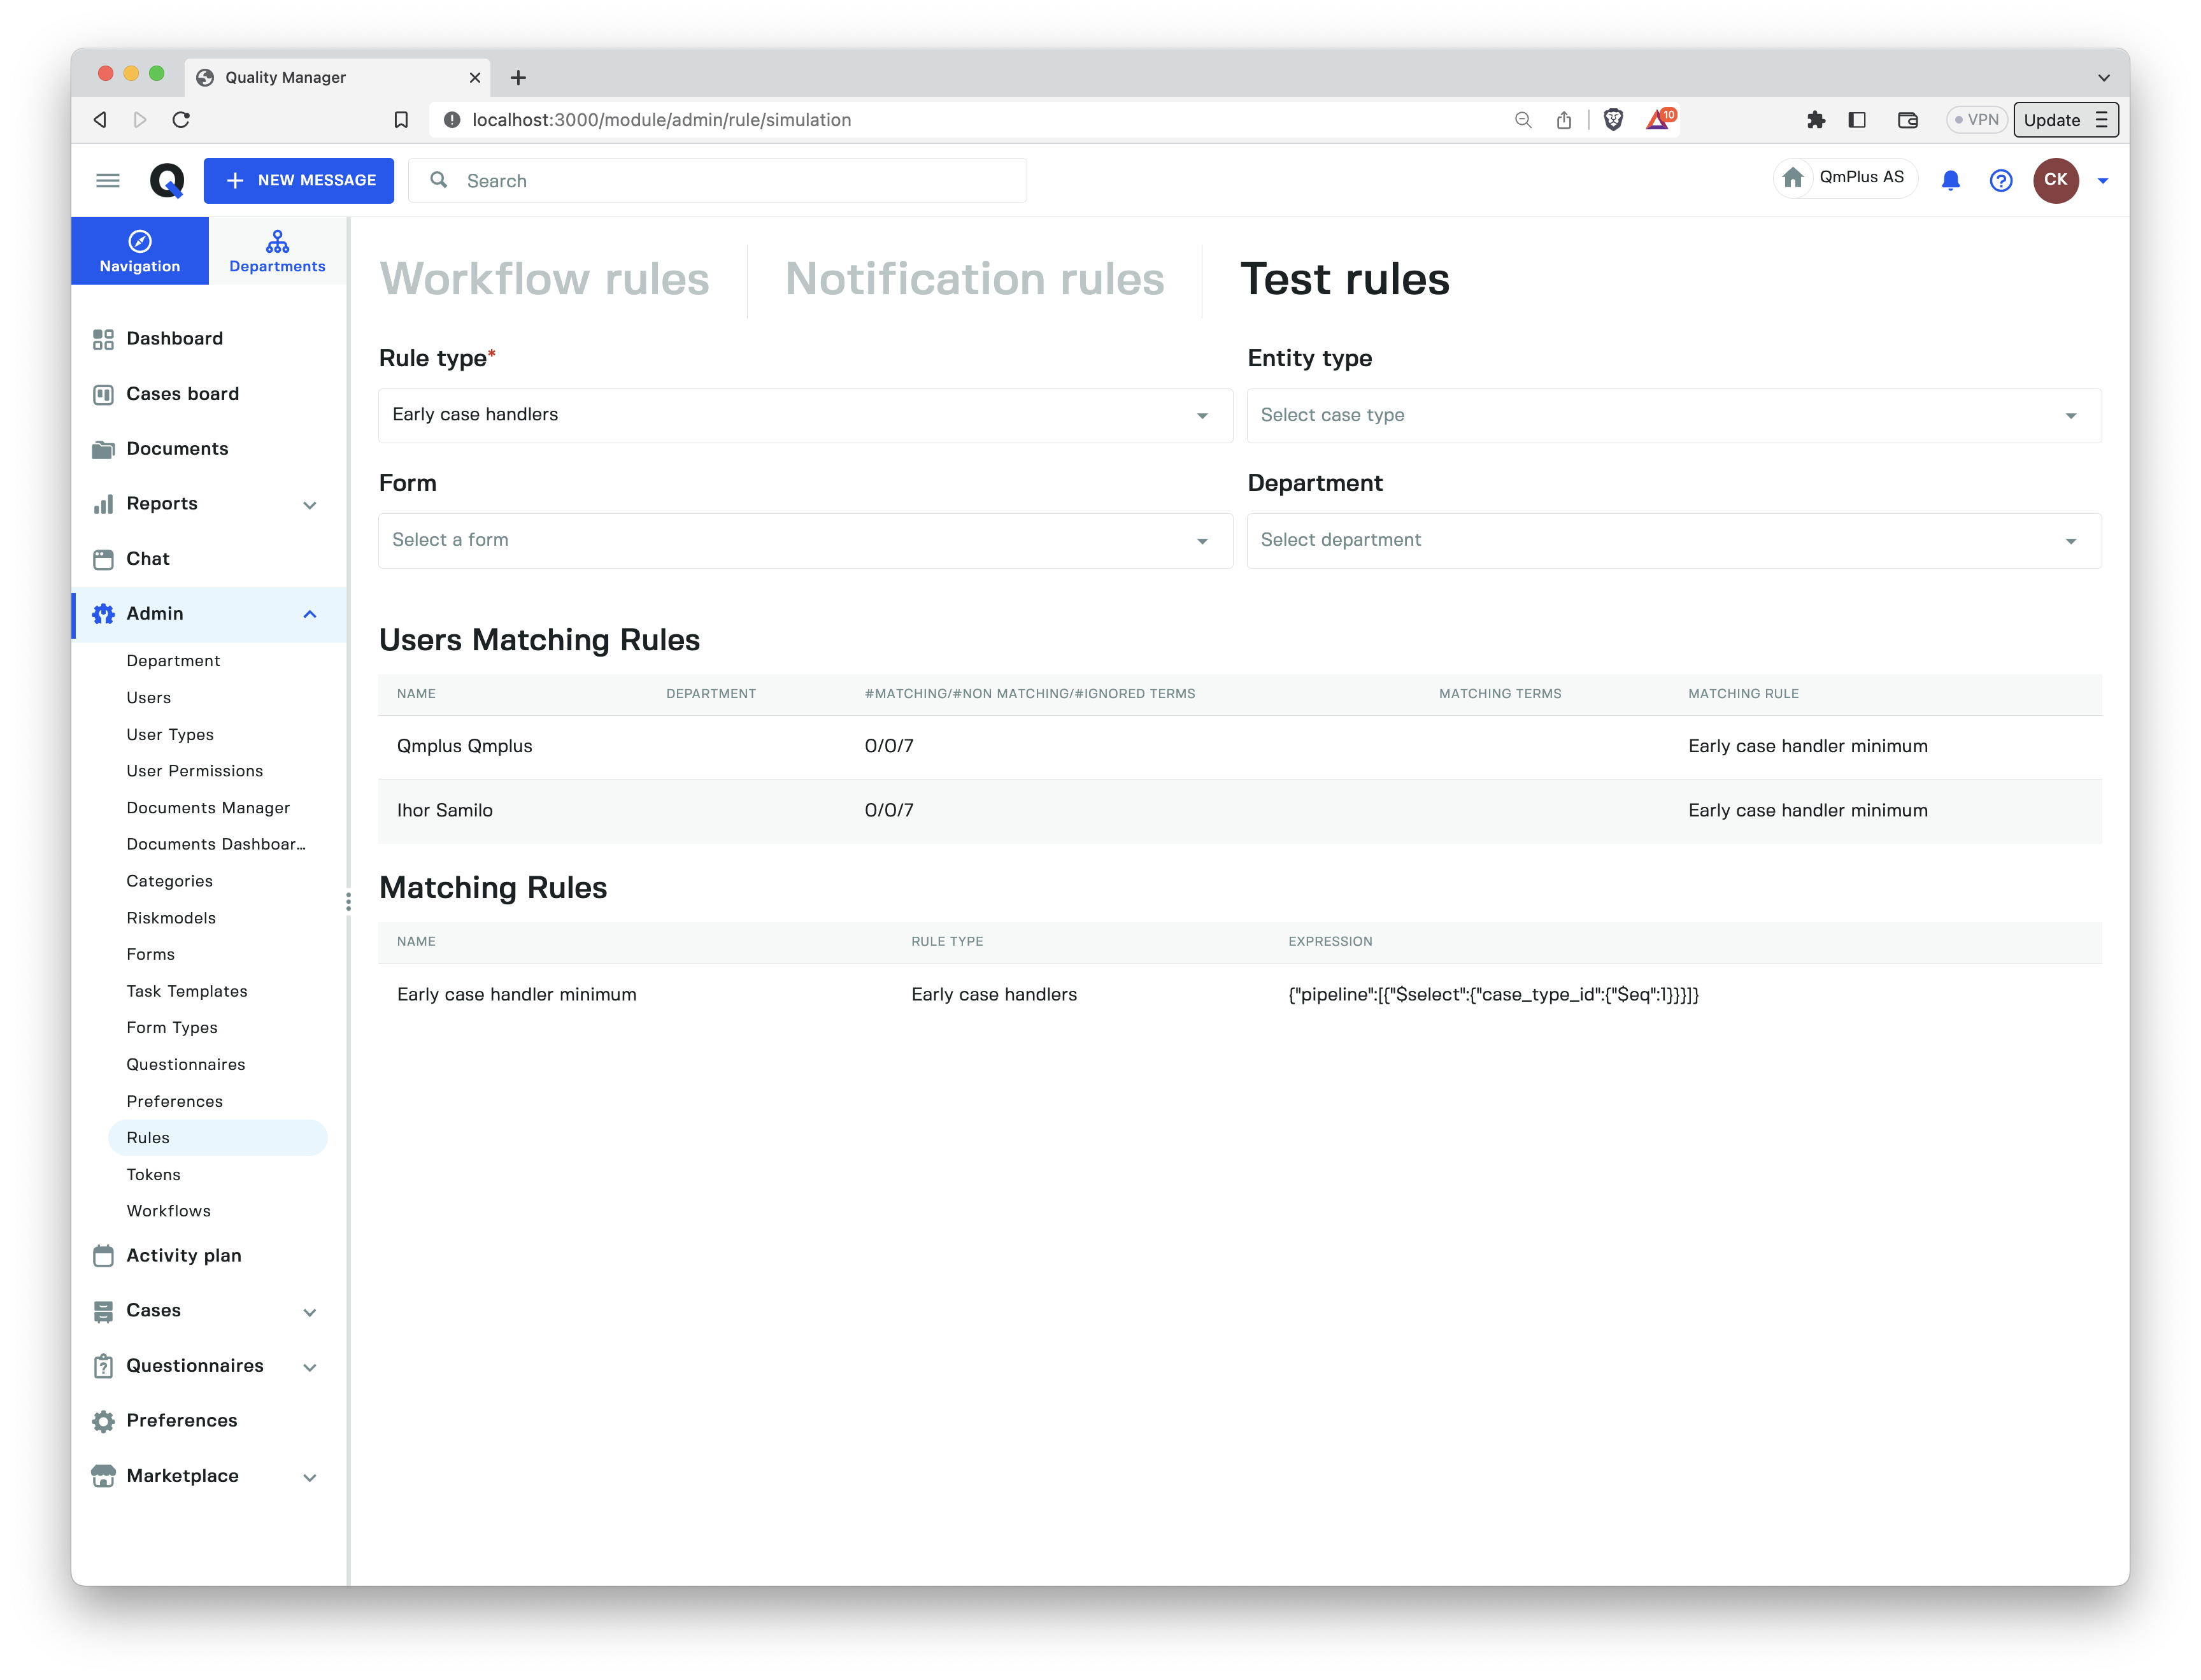 Quality Manager
localhost:3000/module/admin/rule/simulation
10
VPN
Update
NEW MESSAGE
Search
QmPlus AS
CK
Navigation
Departments
Dashboard
Cases board
Documents
Reports
Chat
Admin
Department
Users
User Types
User Permissions
Documents Manager
Documents Dashboar...
Categories
Riskmodels
Forms
Task Templates
Form Types
Questionnaires
Preferences
Rules
Tokens
Workflows
Activity plan
Cases
Questionnaires
Preferences
Marketplace
Workflow rules
Notification rules
Test rules
Rule type*
Entity type
Early case handlers
Select case type
Form
Department
Select a form
Select department
Users Matching Rules
NAME DEPARTMENT #MATCHING/#NON MATCHING/#IGNORED TERMS MATCHING TERMS MATCHING RULE
Qmplus Qmplus 0/0/7 Early case handler minimum
Ihor Samilo 0/0/7 Early case handler minimum
Matching Rules
NAME RULE TYPE EXPRESSION
Early case handler minimum Early case handlers {"pipeline":[{"$select":{"case_type_id":{"$eq":1}}}]}